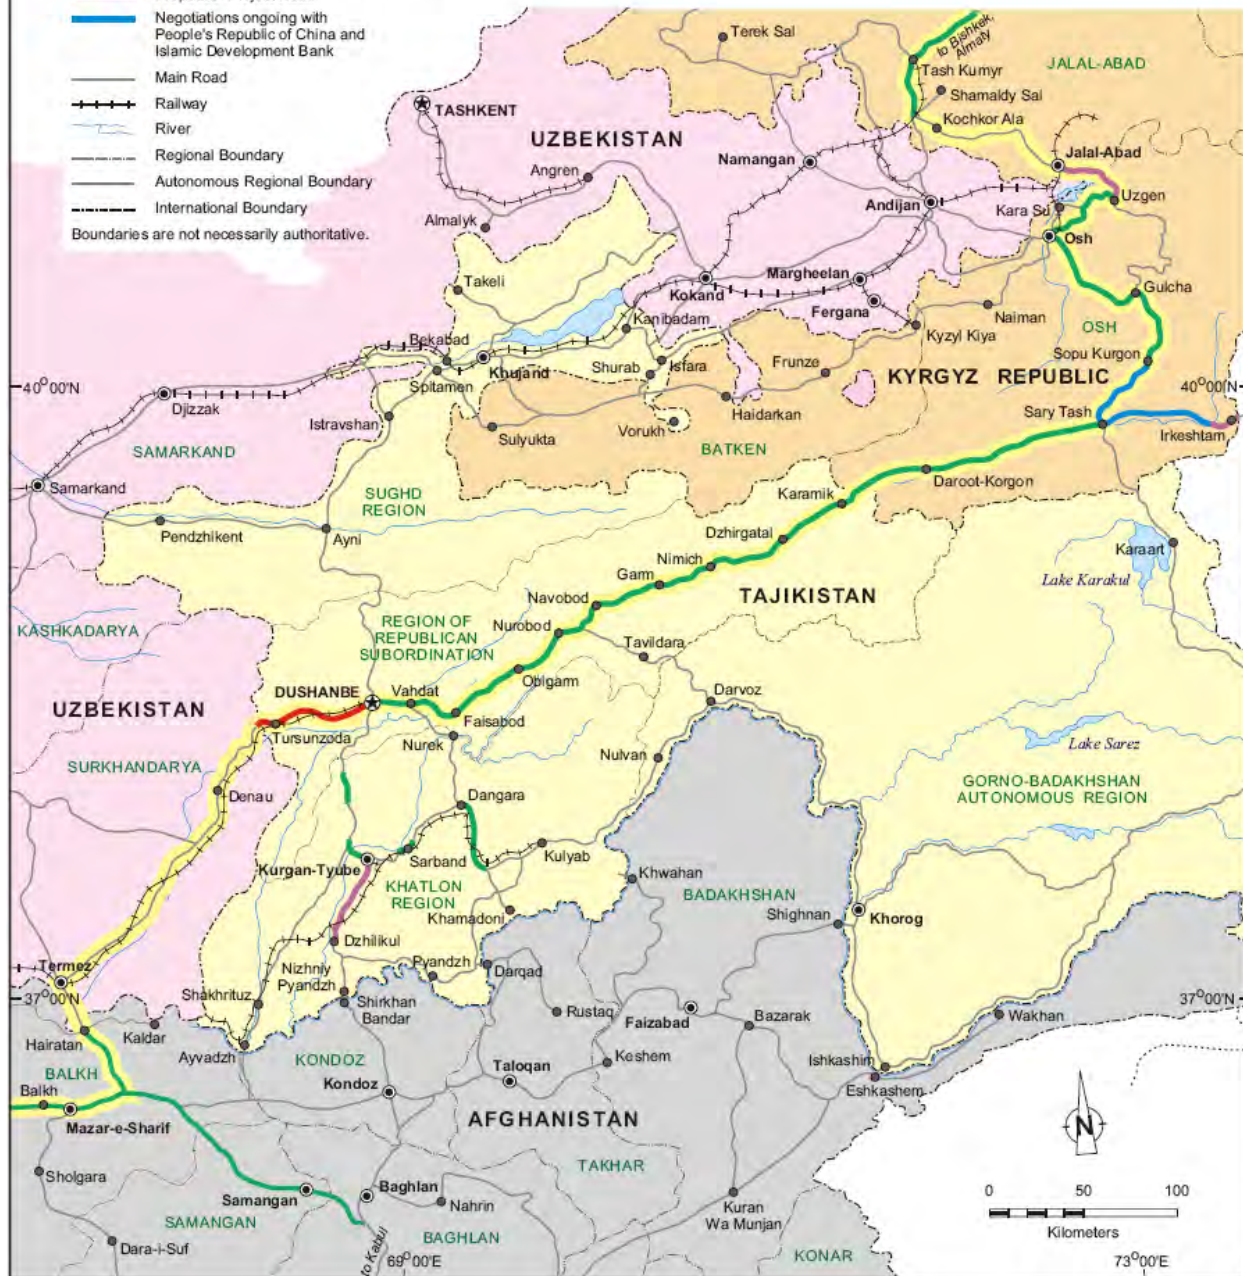 Negotiations ongoing with
People's Republic of China and
Islamic Development Bank
Main Road
Railway
River
Regional Boundary
Autonomous Regional Boundary
International Boundary
Boundaries are not necessarily authoritative.
to Bishkek,
Almaty
Terek Sai
JALAL-ABAD
Tash Kumyr
Shamaldy Sai
TASHKENT
UZBEKISTAN
Kochkor Ala
Namangan
Jalal-Abad
Angren
Uzgen
Andijan
Kara Su
Almalyk
Osh
Takeli
Margheelan
Kokand
Gulcha
Fergana
Naiman
Kanibadam
OSH
Kyzyl Kiya
Bekabad
Sopu Kurgon
Khujand
Shurab
Isfara
Frunze
KYRGYZ REPUBLIC
Spitamen
40°00'N
40°00'N
Djizzak
Haidarkan
Sary Tash
Istravshan
Sulyukta
Vorukh
Irkeshtam
SAMARKAND
BATKEN
Samarkand
Daroot-Korgon
SUGHD
REGION
Karamik
Pendzhikent
Ayni
Dzhirgatal
Karaart
Nimich
Garm
Lake Karakul
TAJIKISTAN
Navobod
KASHKADARYA
REGION OF
REPUBLICAN
SUBORDINATION
Nurobod
Tavildara
Obigarm
DUSHANBE
Vahdat
Darvoz
UZBEKISTAN
Faisabod
Tursunzoda
Nurek
Nulvan
Lake Sarez
SURKHANDARYA
GORNO-BADAKHSHAN
AUTONOMOUS REGION
Denau
Dangara
Sarband
Kulyab
Kurgan-Tyube
KHATLON
REGION
Khwahan
BADAKHSHAN
Khamadoni
Shighnan
Khorog
Dzhilikul
Termez
Nizhniy
Pyandzh
Pyandzh
Darqad
37°00'N
37°00'N
Shakhrituz
Shirkhan
Bandar
Rustaq
Faizabad
Bazarak
Wakhan
Hairatan
Kaldar
Ayvadzh
KONDOZ
Keshem
Ishkashim
BALKH
Taloqan
Eshkashem
Balkh
Kondoz
Mazar-e-Sharif
AFGHANISTAN
N
TAKHAR
Sholgara
Samangan
Baghlan
Nahrin
Kuran
Wa Munjan
0 50 100
Kilometers
SAMANGAN
BAGHLAN
KONAR
Dara-i-Suf
to Kabul
69°00'E
73°00'E